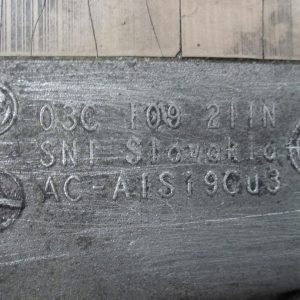 03C 109 211N
SNI Slovakia
AC-AlSi9Cu3